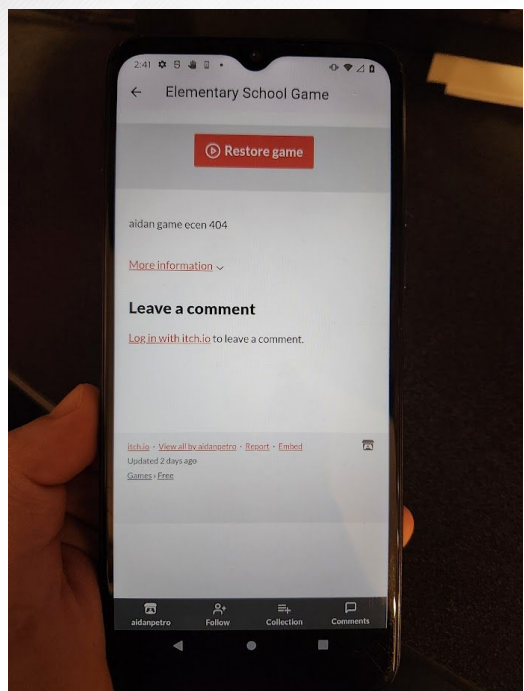 2:41
Elementary School Game
Restore game
aidan game ecen 404
More information
Leave a comment
Log in with itch.io to leave a comment.
itch.io · View all by aidanpetro · Report · Embed
Updated 2 days ago
Games › Free
aidanpetro Follow Collection Comments